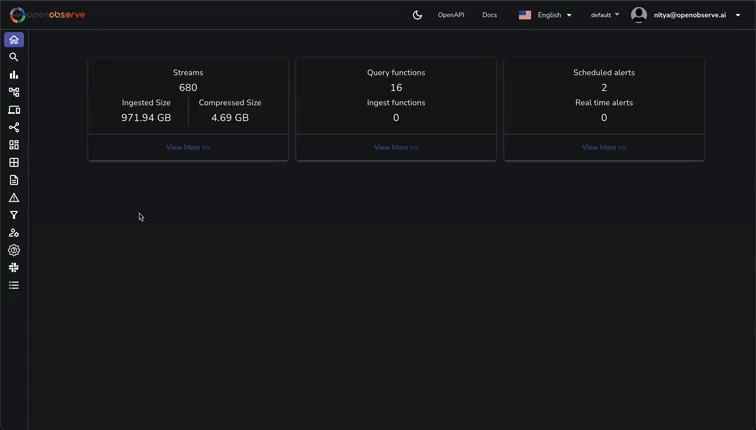 openobserve
OpenAPI
Docs
English
default
nitya@openobserve.ai
Streams
680
Ingested Size
Compressed Size
971.94 GB
4.69 GB
View More >>
Query functions
16
Ingest functions
0
View More >>
Scheduled alerts
2
Real time alerts
0
View More >>